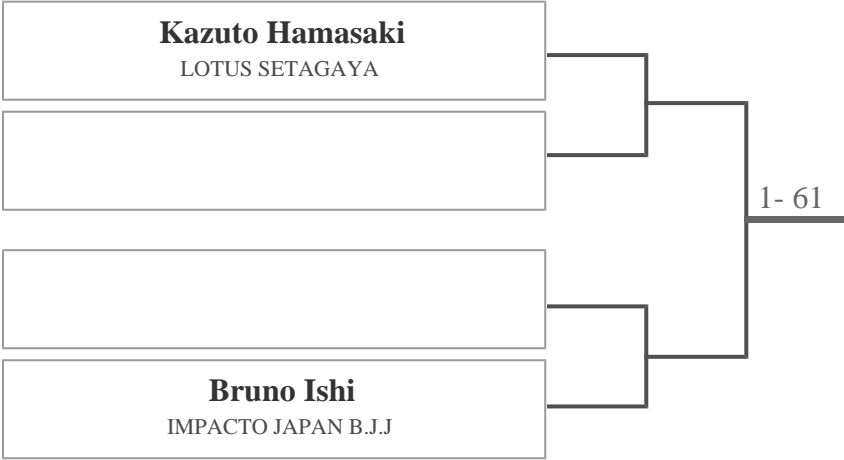 Kazuto Hamasaki
LOTUS SETAGAYA
1- 61
Bruno Ishi
IMPACTO JAPAN B.J.J